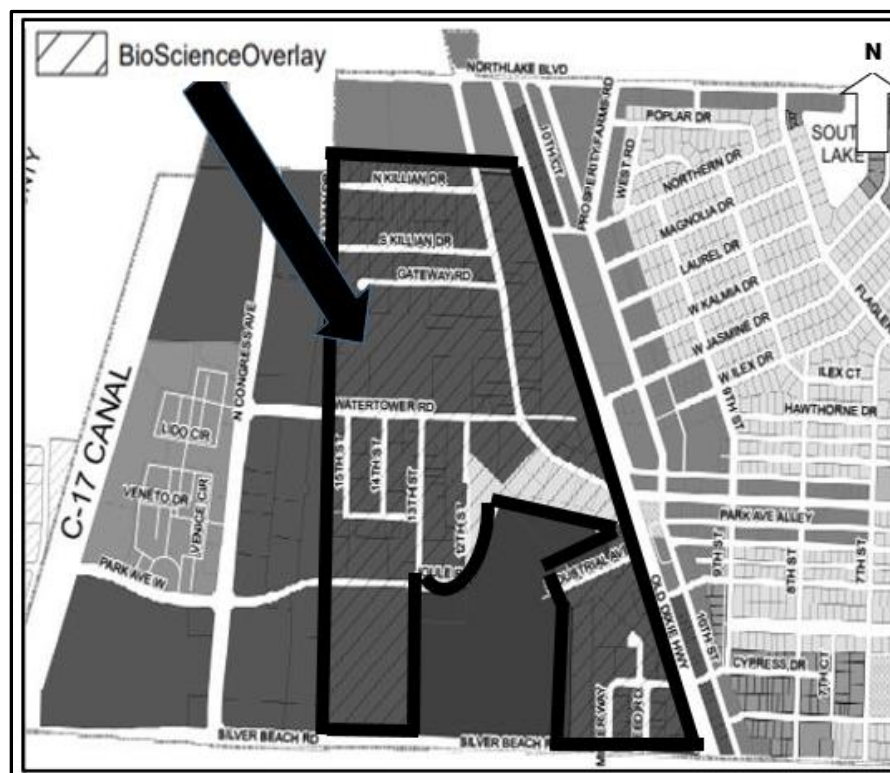 BioScienceOverlay
N
NORTHLAKE BLVD
10TH CT
PROSPERITY FARMS RD
POPLAR DR
WEST RD
NORTHERN DR
SOUT
LAKE
N KILLIAN DR
MAGNOLIA DR
S KILLIAN DR
LAUREL DR
GATEWAY RD
W KALMIA DR
FLAGLER
W JASMINE DR
W ILEX DR
ILEX CT
N CONGRESS AVE
9TH ST
HAWTHORNE DR
WATERTOWER RD
C-17 CANAL
LIDO CIR
15TH ST
14TH ST
13TH ST
12TH ST
VENETO DR
VENICE CIR
PARK AVE ALLEY
PARK AVE W
INDUSTRIAL AVE
9TH ST
8TH ST
7TH ST
OLD DIXIE HWY
10TH ST
CYPRESS DR
7TH CT
SILVER BEACH RD
SILVER BEACH R